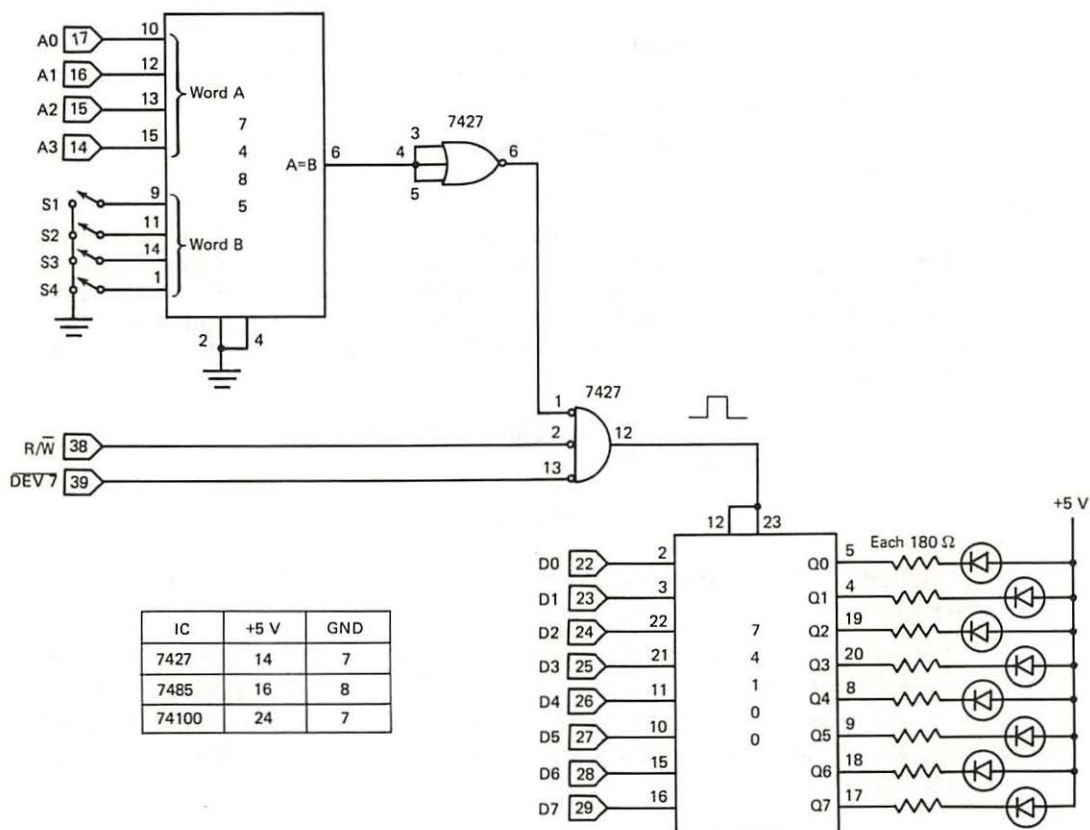 A0 17 10
A1 16 12
A2 15 13
A3 14 15
Word A
7
4
8
5
A=B 6
7427
3
4
5
6
S1 9
S2 11
S3 14
S4 1
Word B
2 4
7427
1
2
13
12
R/W̅ 38
D̅E̅V̅ ̅7̅ 39
+5 V
12 23
Each 180 Ω
D0 22 2
D1 23 3
D2 24 22
D3 25 21
D4 26 11
D5 27 10
D6 28 15
D7 29 16
7
4
1
0
0
Q0 5
Q1 4
Q2 19
Q3 20
Q4 8
Q5 9
Q6 18
Q7 17
IC +5 V GND
7427 14 7
7485 16 8
74100 24 7